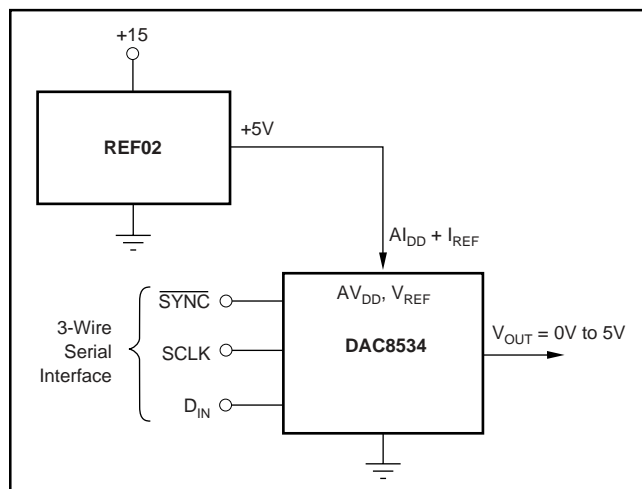 +15
REF02
+5V
AI_DD + I_REF
SYNC
SCLK
D_IN
3-Wire
Serial
Interface
AV_DD, V_REF
DAC8534
V_OUT = 0V to 5V